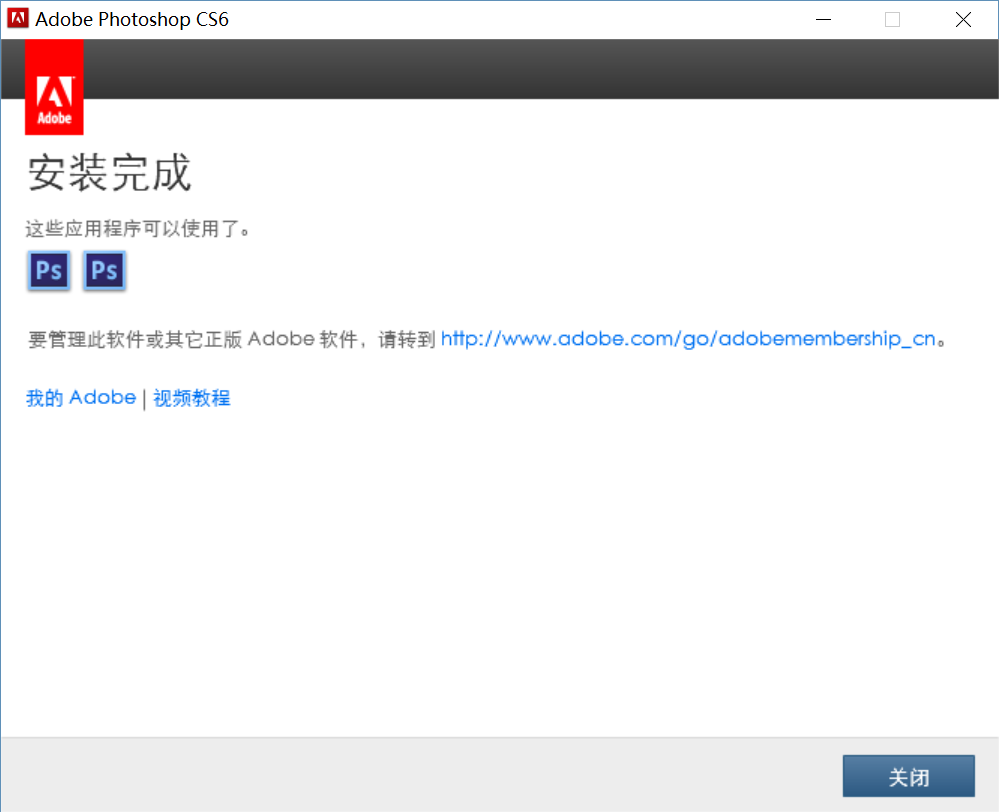 Adobe Photoshop CS6
Adobe
安装完成
这些应用程序可以使用了。
Ps Ps
要管理此软件或其它正版 Adobe 软件，请转到 http://www.adobe.com/go/adobemembership_cn。
我的 Adobe | 视频教程
关闭